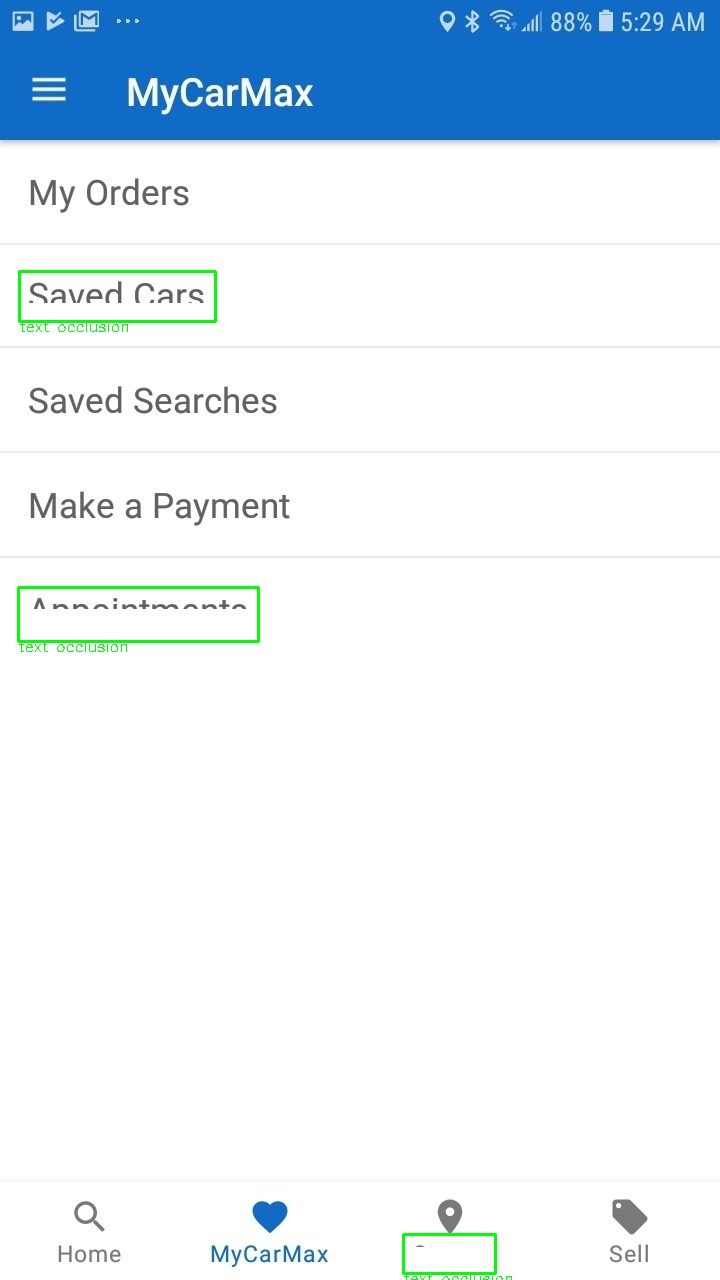 88% 5:29 AM
MyCarMax
My Orders
Saved Cars
text occlusion
Saved Searches
Make a Payment
Appointments
text occlusion
Home MyCarMax Sell
text occlusion